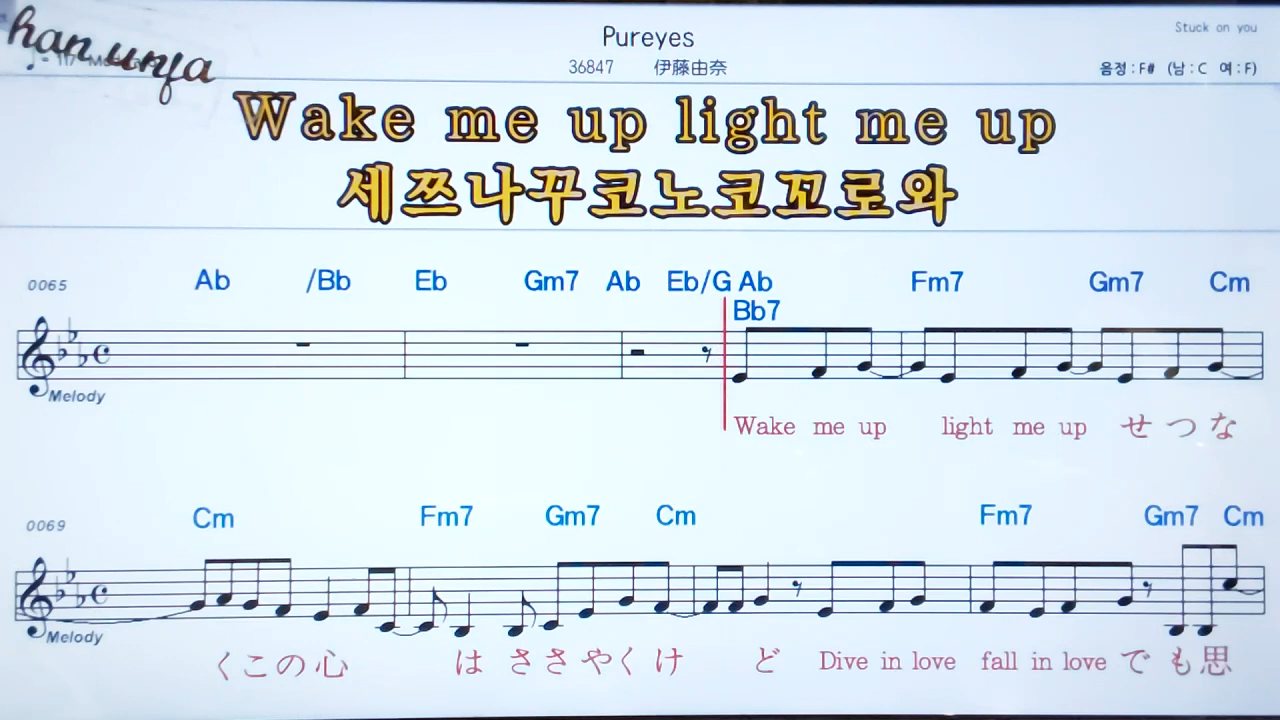 han urya
Stuck on you
Pureyes
36847 伊藤由奈
음정:F# (남:C 여:F)
Wake me up light me up
세쯔나꾸코노코꼬로와
0065 Ab /Bb Eb Gm7 Ab Eb/G Ab Fm7 Gm7 Cm
Bb7
Melody
Wake me up light me up せつな
0069 Cm Fm7 Gm7 Cm Fm7 Gm7 Cm
Melody
くこの心 は ささやくけ ど Dive in love fall in love でも思